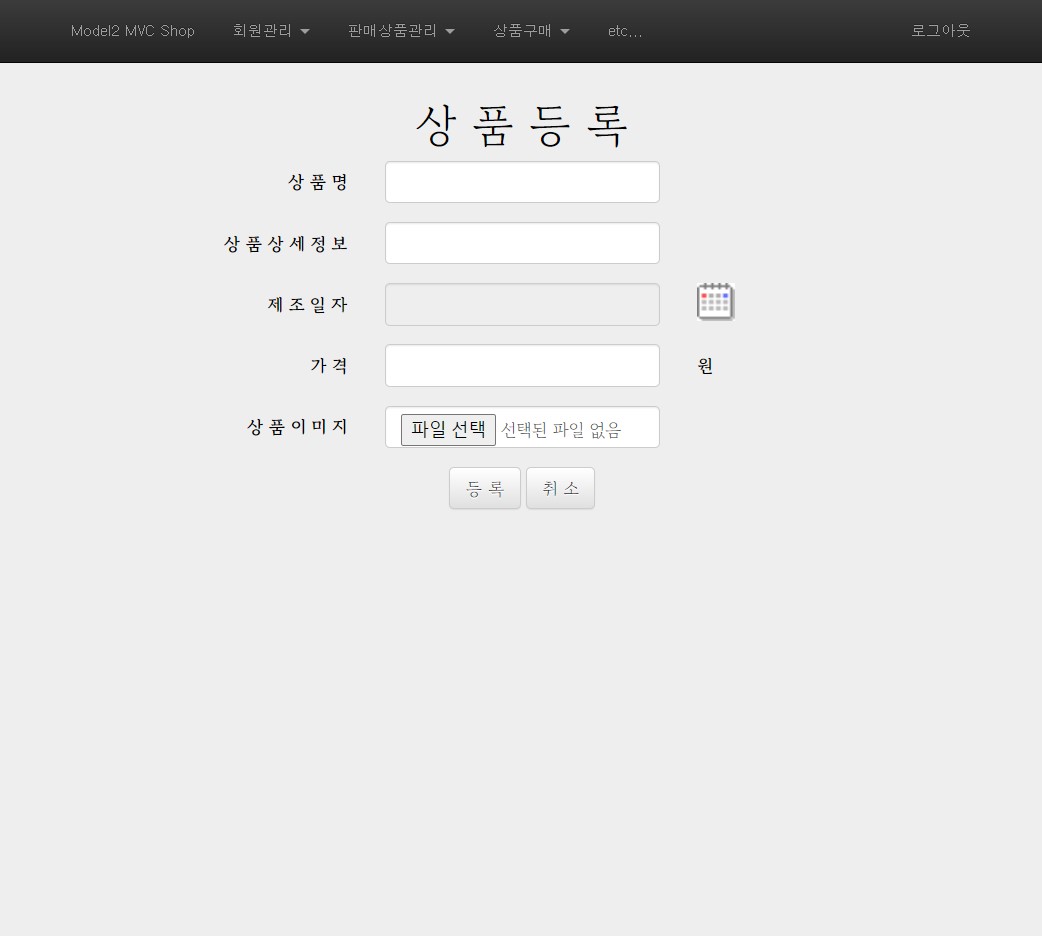 Model2 MVC Shop 회원관리 판매상품관리 상품구매 etc... 로그아웃
상 품 등 록
상 품 명
상 품 상 세 정 보
제 조 일 자
가 격 원
상 품 이 미 지 파일 선택 선택된 파일 없음
등 록 취 소